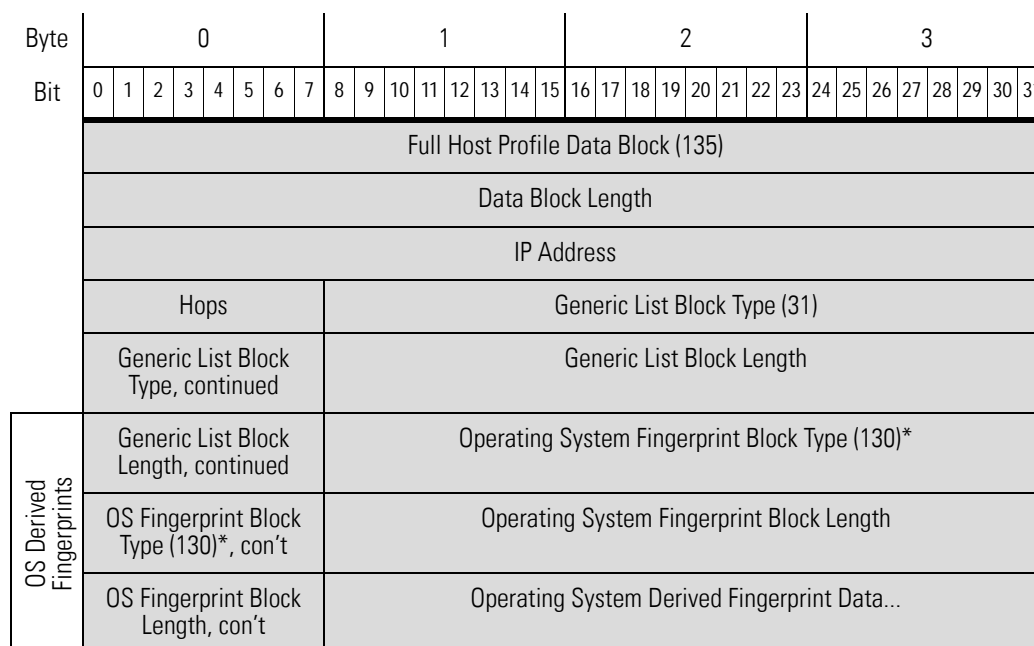 Byte 0 1 2 3
Bit 0 1 2 3 4 5 6 7 8 9 10 11 12 13 14 15 16 17 18 19 20 21 22 23 24 25 26 27 28 29 30 3
Full Host Profile Data Block (135)
Data Block Length
IP Address
Hops Generic List Block Type (31)
Generic List Block
Type, continued
Generic List Block Length
OS Derived
Fingerprints
Generic List Block
Length, continued
Operating System Fingerprint Block Type (130)*
OS Fingerprint Block
Type (130)*, con't
Operating System Fingerprint Block Length
OS Fingerprint Block
Length, con't
Operating System Derived Fingerprint Data...